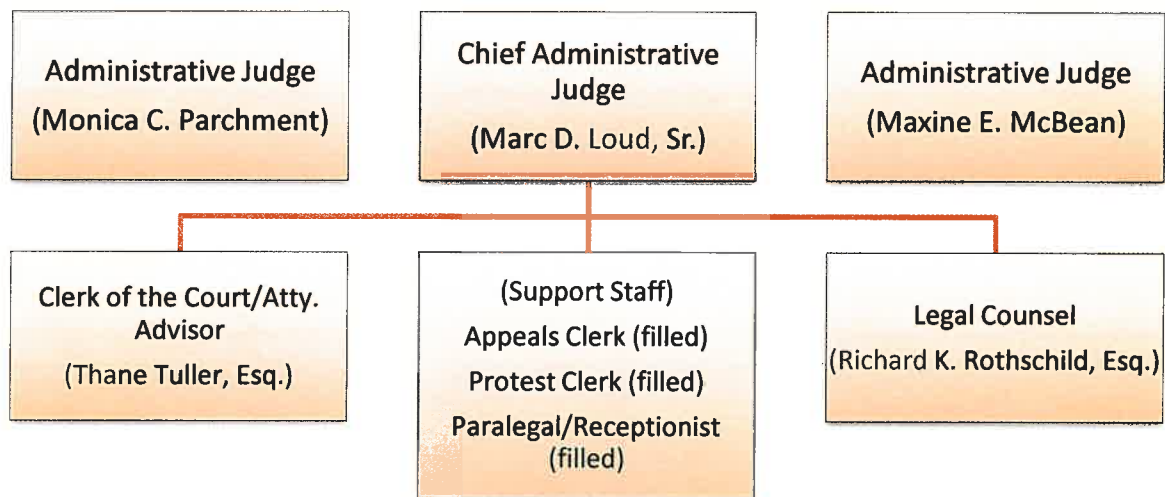 Administrative Judge
(Monica C. Parchment)
Chief Administrative
Judge
(Marc D. Loud, Sr.)
Administrative Judge
(Maxine E. McBean)
Clerk of the Court/Atty.
Advisor
(Thane Tuller, Esq.)
(Support Staff)
Appeals Clerk (filled)
Protest Clerk (filled)
Paralegal/Receptionist
(filled)
Legal Counsel
(Richard K. Rothschild, Esq.)